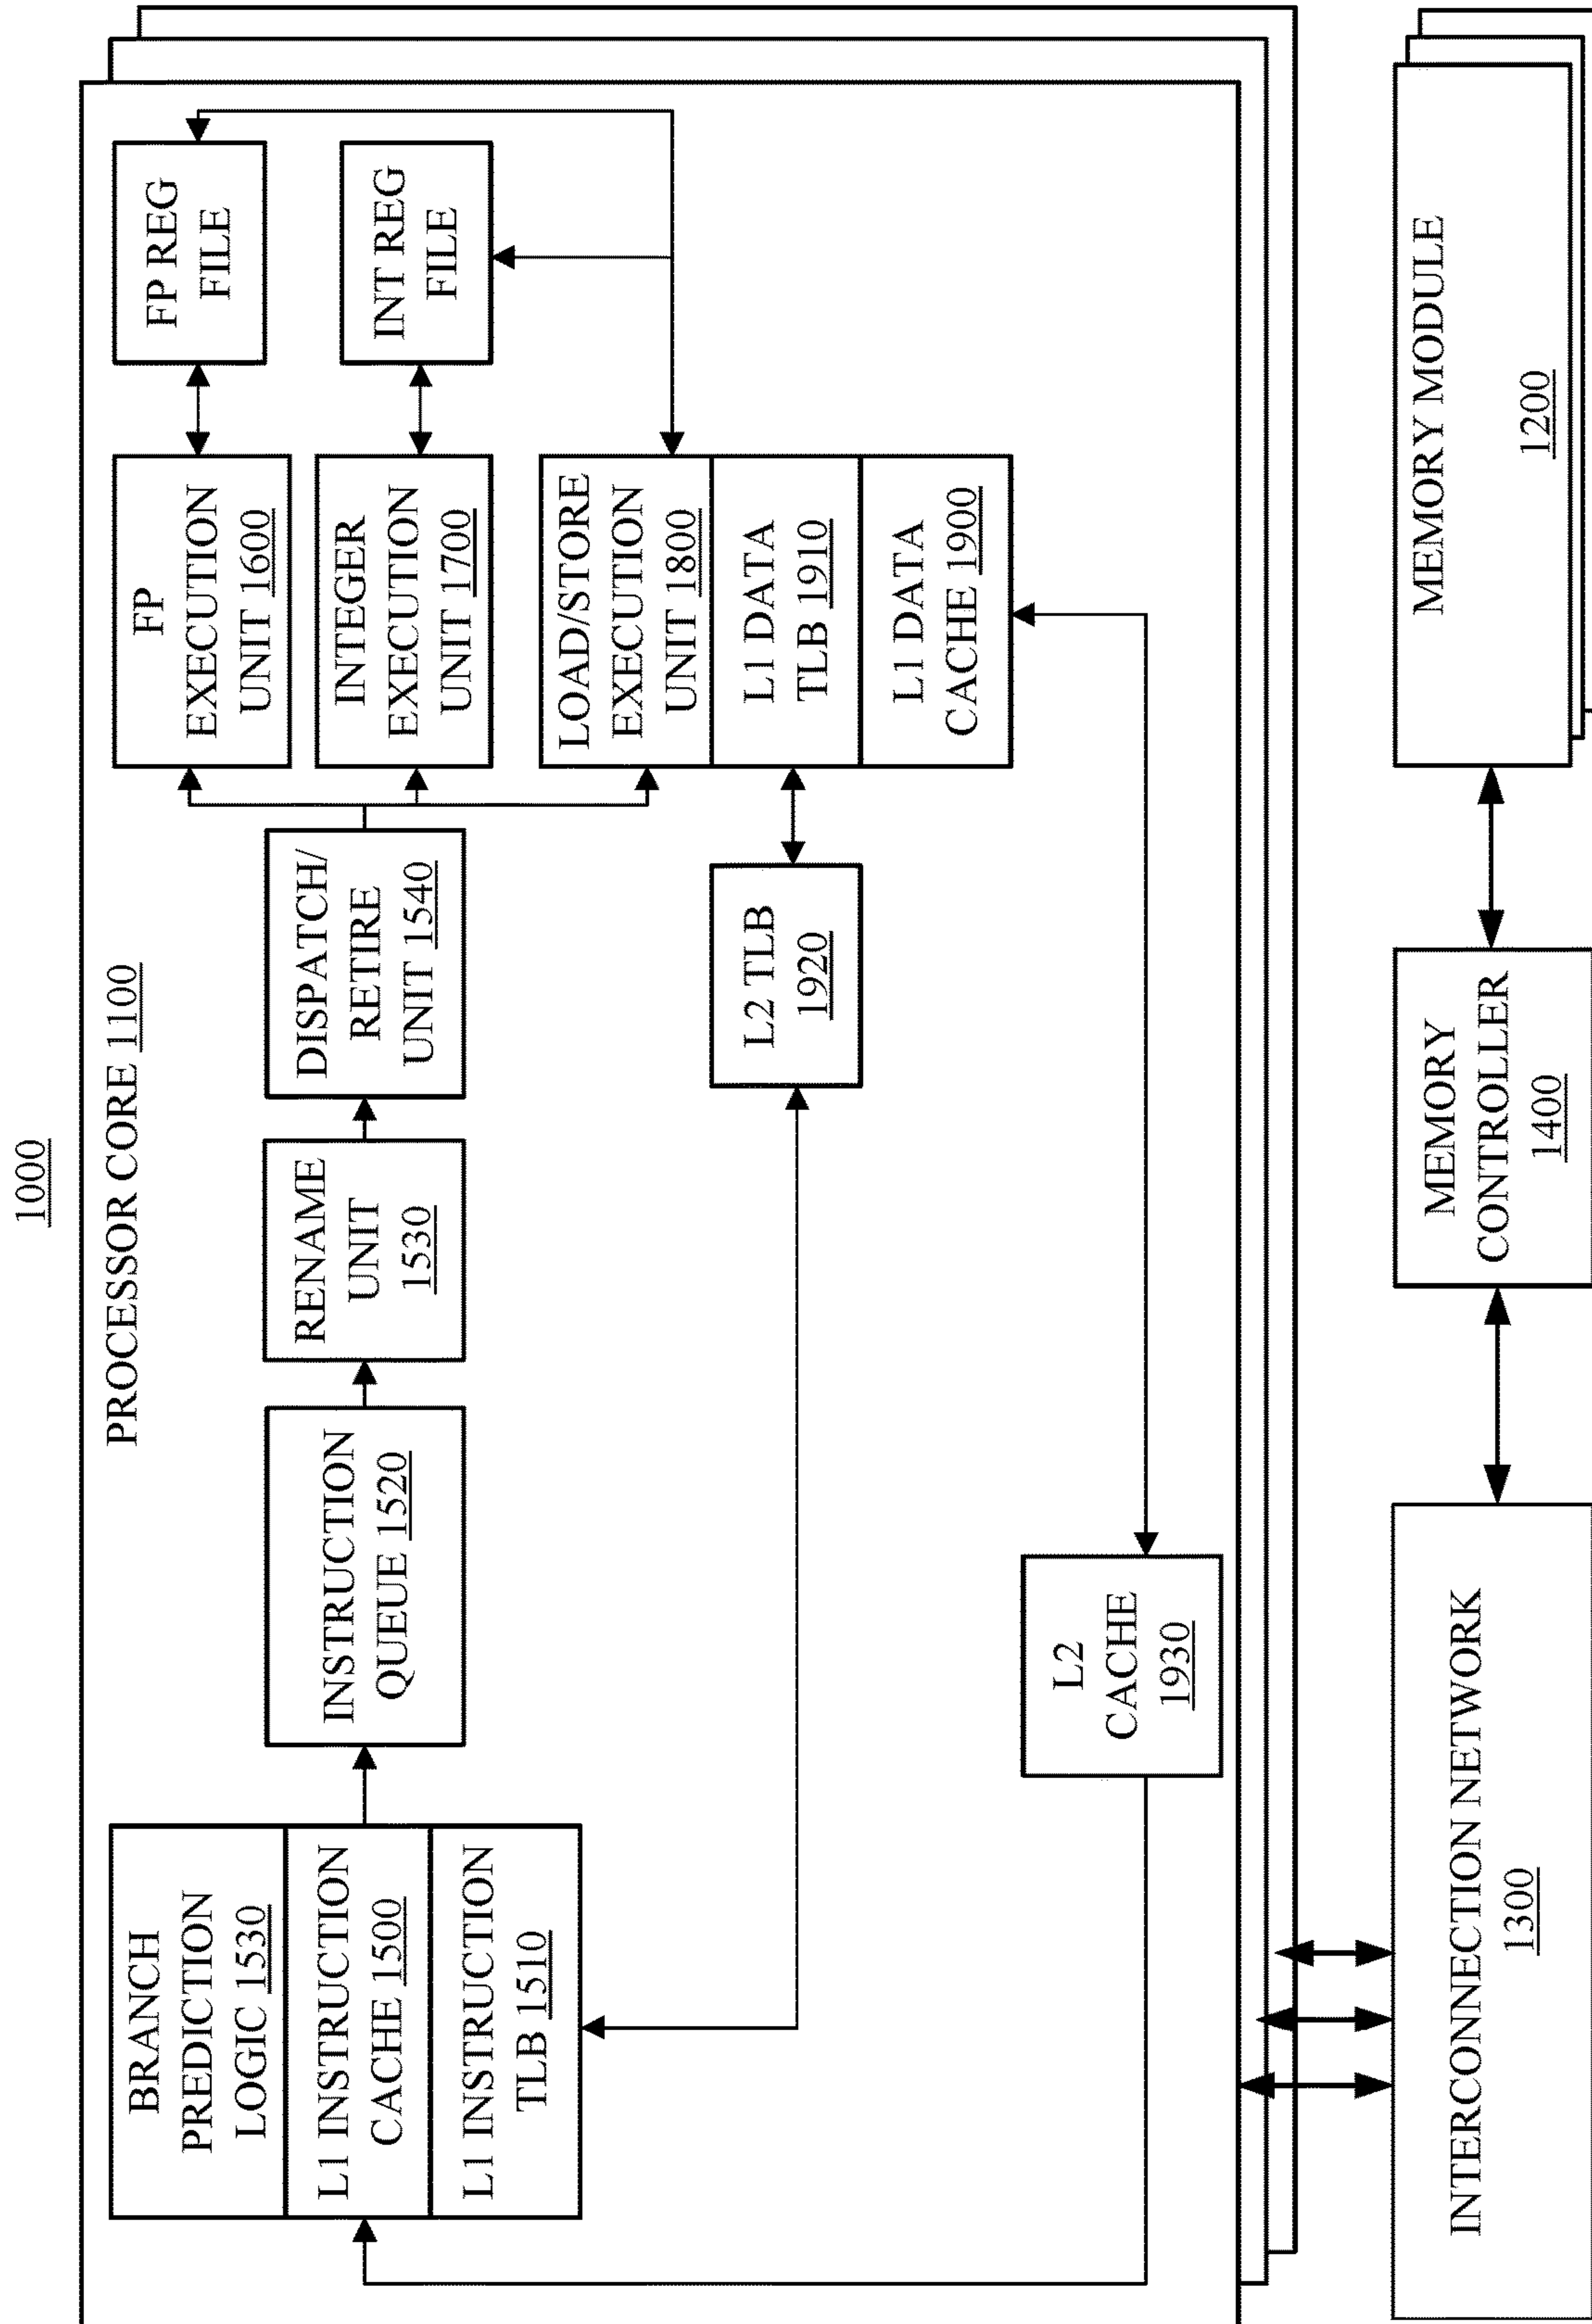 1000
PROCESSOR CORE 1100
BRANCH
PREDICTION
LOGIC 1530
L1 INSTRUCTION
CACHE 1500
L1 INSTRUCTION
TLB 1510
INSTRUCTION
QUEUE 1520
RENAME
UNIT
1530
DISPATCH/
RETIRE
UNIT 1540
FP
EXECUTION
UNIT 1600
INTEGER
EXECUTION
UNIT 1700
LOAD/STORE
EXECUTION
UNIT 1800
L1 DATA
TLB 1910
L1 DATA
CACHE 1900
FP REG
FILE
INT REG
FILE
L2 TLB
1920
L2
CACHE
1930
INTERCONNECTION NETWORK
1300
MEMORY
CONTROLLER
1400
MEMORY MODULE
1200